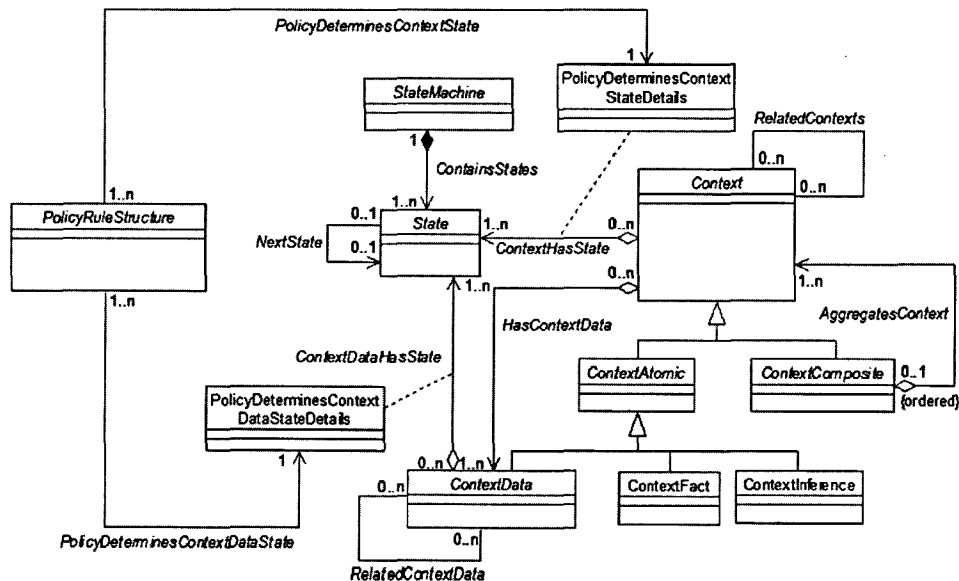 PolicyDeterminesContextState
1
StateMachine
PolicyDeterminesContext
StateDetails
RelatedContexts
1
ContainsStates
0..n
1..n
1..n
Context
0..n
PolicyRuleStructure
0..1
State
1..n
0..n
NextState
0..1
ContextHasState
1..n
1..n
0..n
1..n
HasContextData
AggregatesContext
ContextDataHasState
ContextAtomic
ContextComposite
0..1
{ordered}
PolicyDeterminesContext
DataStateDetails
1
0..n
1..n
0..n
ContextData
ContextFact
ContextInference
0..n
PolicyDeterminesContextDataState
RelatedContextData